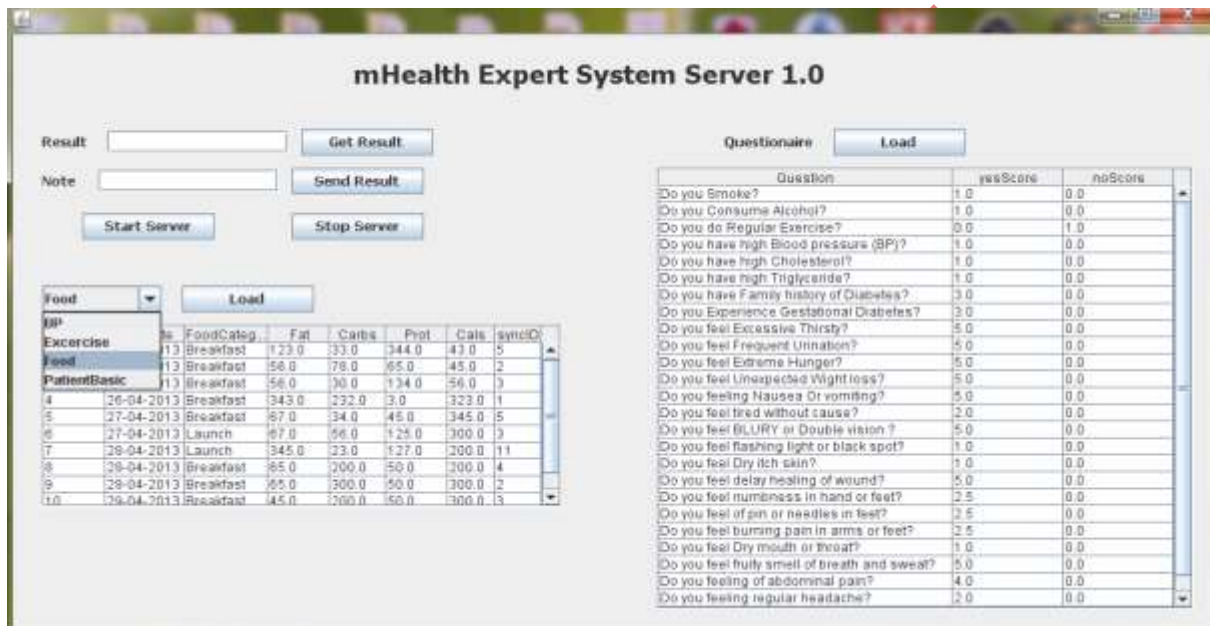 mHealth Expert System Server 1.0
Result Get Result
Note Send Result
Start Server Stop Server
Food Load
BP
Excercise
Food
PatientBasic
FoodCateg... Fat Carbs Prot Cals syncID
13 Breakfast 123.0 33.0 344.0 43.0 5
13 Breakfast 56.0 78.0 65.0 45.0 2
13 Breakfast 56.0 30.0 134.0 56.0 3
4 26-04-2013 Breakfast 343.0 232.0 3.0 323.0 1
5 27-04-2013 Breakfast 67.0 34.0 45.0 345.0 5
6 27-04-2013 Launch 67.0 56.0 125.0 300.0 3
7 28-04-2013 Launch 345.0 23.0 127.0 200.0 11
8 28-04-2013 Breakfast 65.0 200.0 50.0 200.0 4
9 28-04-2013 Breakfast 65.0 300.0 50.0 300.0 2
10 29-04-2013 Breakfast 45.0 200.0 50.0 300.0 3
Questionaire Load
Question yesScore noScore
Do you Smoke? 1.0 0.0
Do you Consume Alcohol? 1.0 0.0
Do you do Regular Exercise? 0.0 1.0
Do you have high Blood pressure (BP)? 1.0 0.0
Do you have high Cholesterol? 1.0 0.0
Do you have high Triglyceride? 1.0 0.0
Do you have Family history of Diabetes? 3.0 0.0
Do you Experience Gestational Diabetes? 3.0 0.0
Do you feel Excessive Thirsty? 5.0 0.0
Do you feel Frequent Urination? 5.0 0.0
Do you feel Extreme Hunger? 5.0 0.0
Do you feel Unexpected Wight loss? 5.0 0.0
Do you feeling Nausea Or vomiting? 5.0 0.0
Do you feel tired without cause? 2.0 0.0
Do you feel BLURY or Double vision ? 5.0 0.0
Do you feel flashing light or black spot? 1.0 0.0
Do you feel Dry itch skin? 1.0 0.0
Do you feel delay healing of wound? 5.0 0.0
Do you feel numbness in hand or feet? 2.5 0.0
Do you feel of pin or needles in feet? 2.5 0.0
Do you feel burning pain in arms or feet? 2.5 0.0
Do you feel Dry mouth or throat? 1.0 0.0
Do you feel fruity smell of breath and sweat? 5.0 0.0
Do you feeling of abdominal pain? 4.0 0.0
Do you feeling regular headache? 2.0 0.0